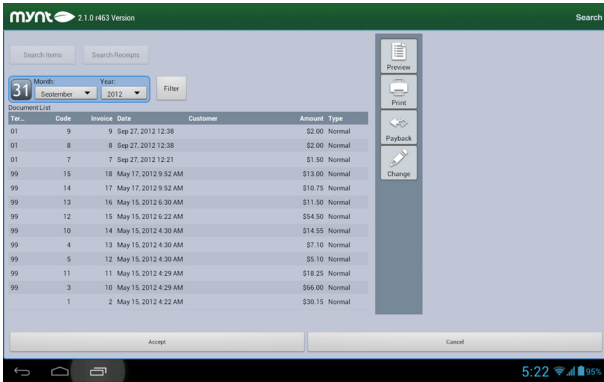 mynt 2.1.0 r463 Version Search
Search Items Search Receipts
Month: Year:
31 September 2012 Filter
Document List
Ter... Code Invoice Date Customer Amount Type
01 9 9 Sep 27, 2012 12:38 $2.00 Normal
01 8 8 Sep 27, 2012 12:38 $2.00 Normal
01 7 7 Sep 27, 2012 12:21 $1.50 Normal
99 15 18 May 17, 2012 9:52 AM $13.00 Normal
99 14 17 May 17, 2012 9:52 AM $10.75 Normal
99 13 16 May 15, 2012 6:30 AM $11.50 Normal
99 12 15 May 15, 2012 6:22 AM $54.50 Normal
99 10 14 May 15, 2012 4:30 AM $14.55 Normal
99 4 13 May 15, 2012 4:30 AM $7.10 Normal
99 5 12 May 15, 2012 4:30 AM $5.10 Normal
99 11 11 May 15, 2012 4:29 AM $18.25 Normal
99 3 10 May 15, 2012 4:29 AM $66.00 Normal
1 2 May 15, 2012 4:22 AM $30.15 Normal
Preview
Print
Payback
Change
Accept Cancel
5:22 95%